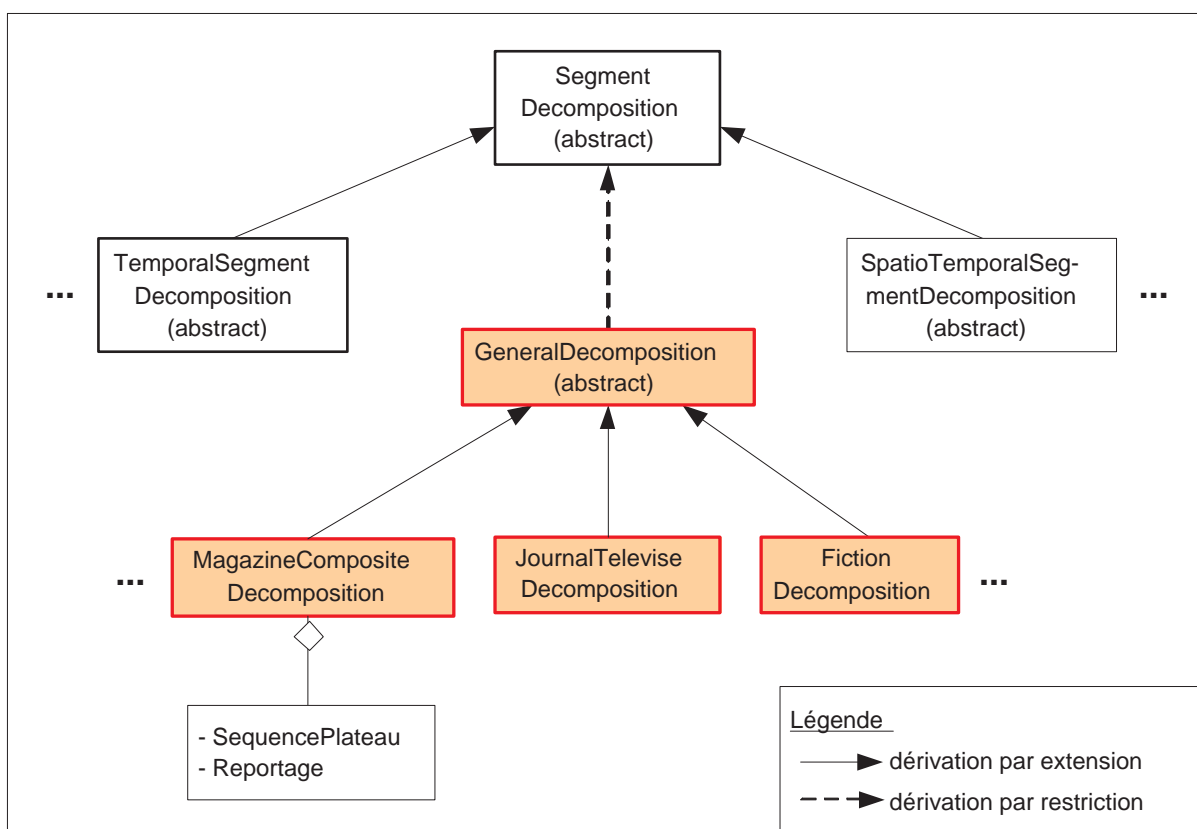 Segment
Decomposition
(abstract)
TemporalSegment
Decomposition
(abstract)
...
SpatioTemporalSeg-
mentDecomposition
(abstract)
...
GeneralDecomposition
(abstract)
...
MagazineComposite
Decomposition
JournalTelevise
Decomposition
Fiction
Decomposition
...
- SequencePlateau
- Reportage
Légende
dérivation par extension
dérivation par restriction